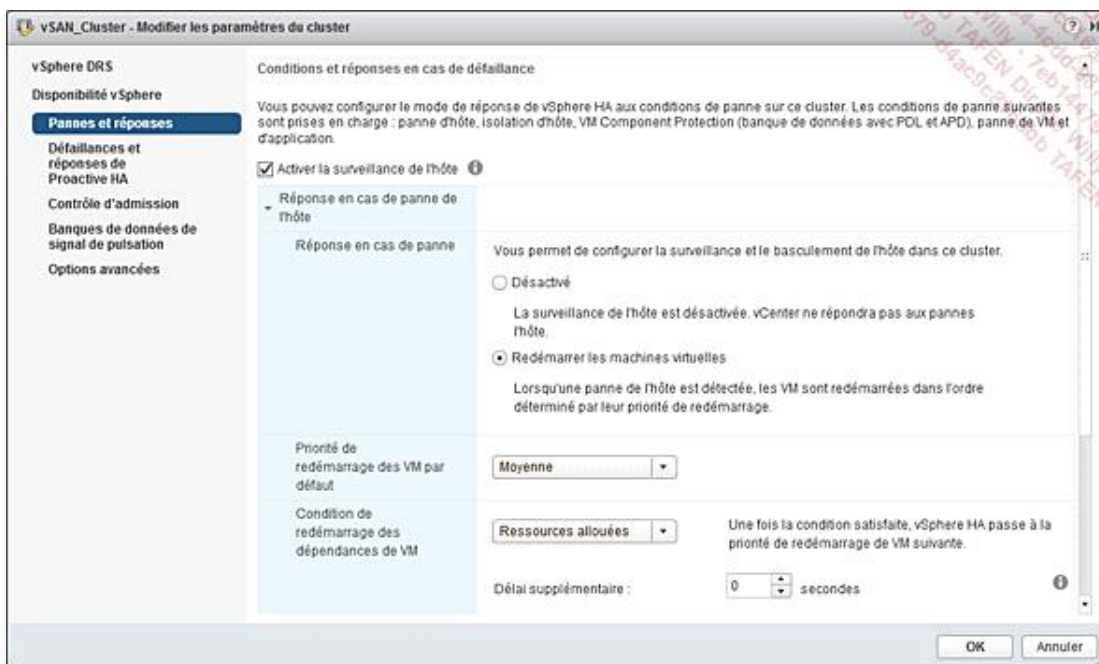 vSAN_Cluster - Modifier les paramètres du cluster
vSphere DRS
Disponibilité vSphere
Pannes et réponses
Défaillances et
réponses de
Proactive HA
Contrôle d'admission
Banques de données de
signal de pulsation
Options avancées
Conditions et réponses en cas de défaillance
Vous pouvez configurer le mode de réponse de vSphere HA aux conditions de panne sur ce cluster. Les conditions de panne suivantes
sont prises en charge : panne d'hôte, isolation d'hôte, VM Component Protection (banque de données avec PDL et APD), panne de VM et
d'application.
Activer la surveillance de l'hôte
Réponse en cas de panne de
l'hôte
Réponse en cas de panne
Vous permet de configurer la surveillance et le basculement de l'hôte dans ce cluster.
Désactivé
La surveillance de l'hôte est désactivée. vCenter ne répondra pas aux pannes
l'hôte.
Redémarrer les machines virtuelles
Lorsqu'une panne de l'hôte est détectée, les VM sont redémarrées dans l'ordre
déterminé par leur priorité de redémarrage.
Priorité de
redémarrage des VM par
défaut
Moyenne
Condition de
redémarrage des
dépendances de VM
Ressources allouées
Une fois la condition satisfaite, vSphere HA passe à la
priorité de redémarrage de VM suivante.
Délai supplémentaire :
0
secondes
OK
Annuler